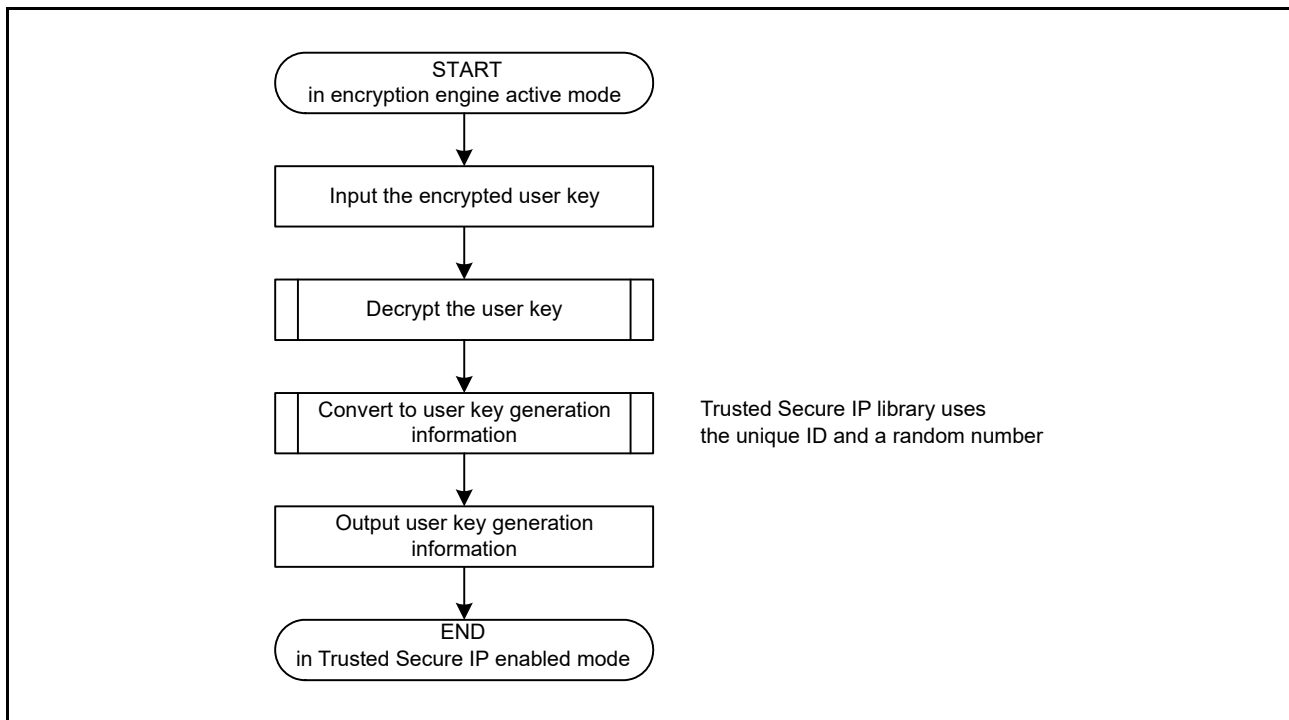 START
in encryption engine active mode
Input the encrypted user key
Decrypt the user key
Convert to user key generation
information
Trusted Secure IP library uses
the unique ID and a random number
Output user key generation
information
END
in Trusted Secure IP enabled mode